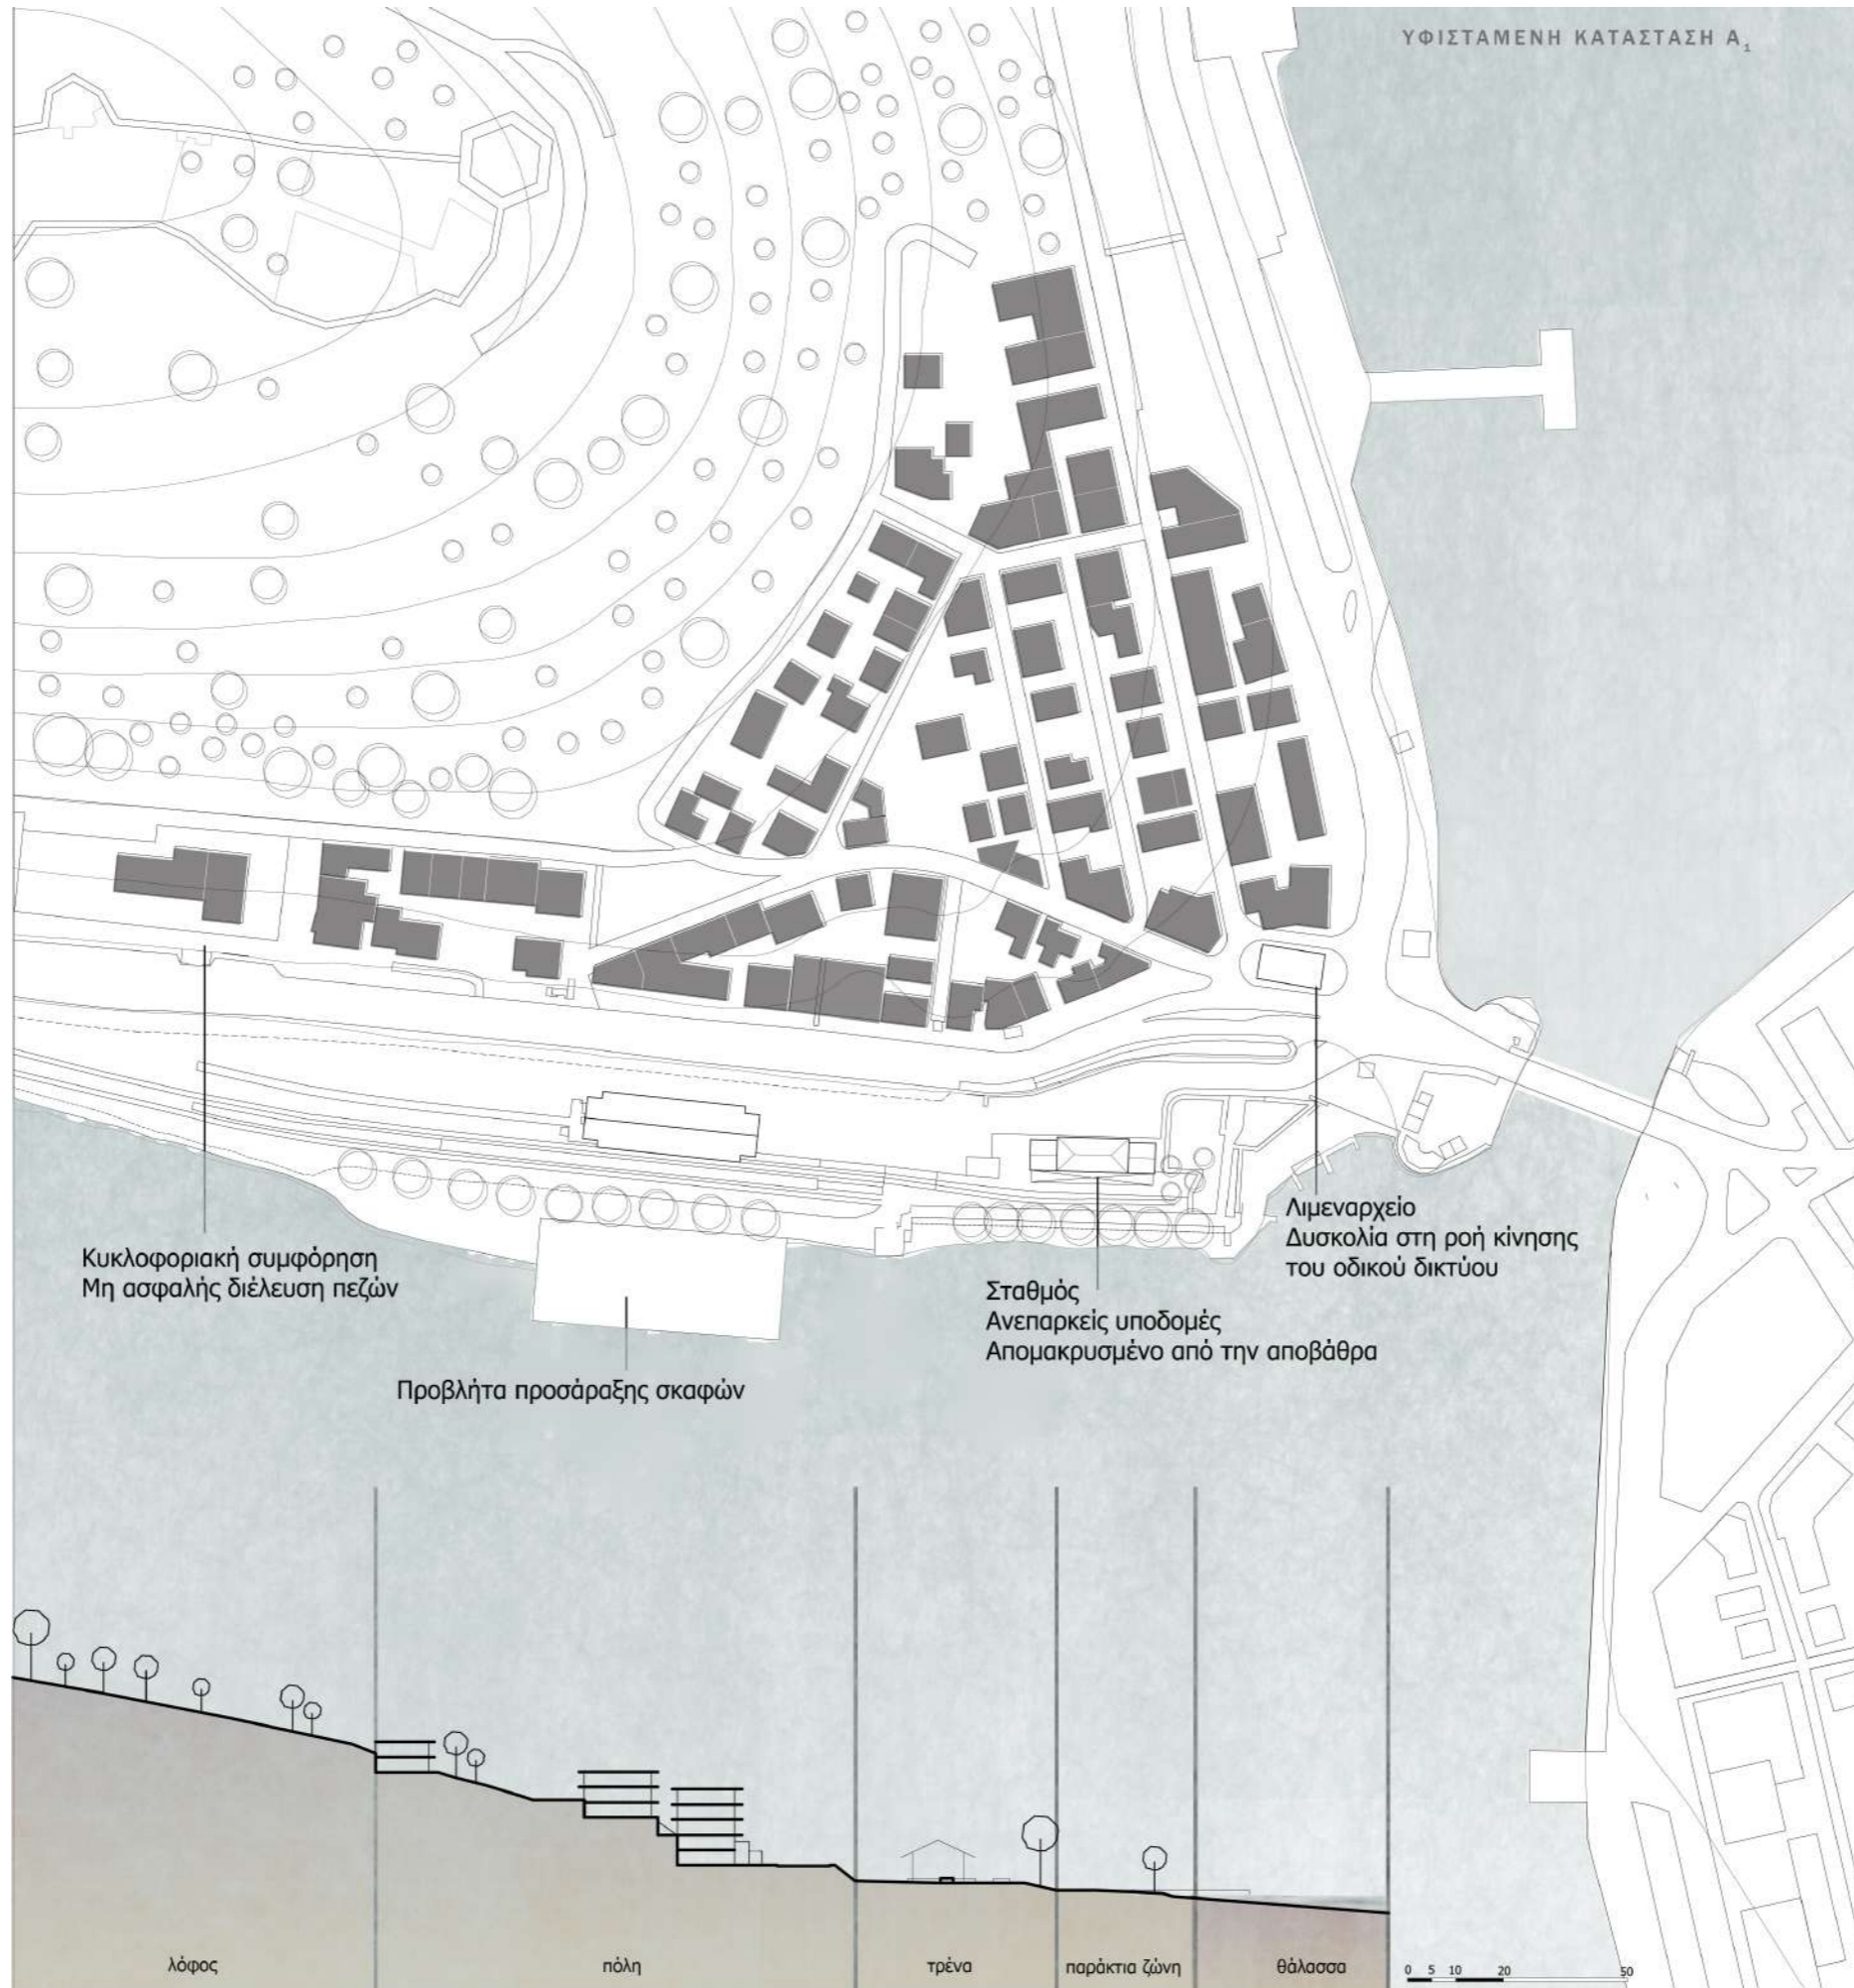 ΥΦΙΣΤΑΜΕΝΗ ΚΑΤΑΣΤΑΣΗ Α₁
Κυκλοφοριακή συμφόρηση
Μη ασφαλής διέλευση πεζών
Προβλήτα προσάραξης σκαφών
Σταθμός
Ανεπαρκείς υποδομές
Απομακρυσμένο από την αποβάθρα
Λιμεναρχείο
Δυσκολία στη ροή κίνησης
του οδικού δικτύου
λόφος
πόλη
τρένα
παράκτια ζώνη
θάλασσα
0 5 10 20 50